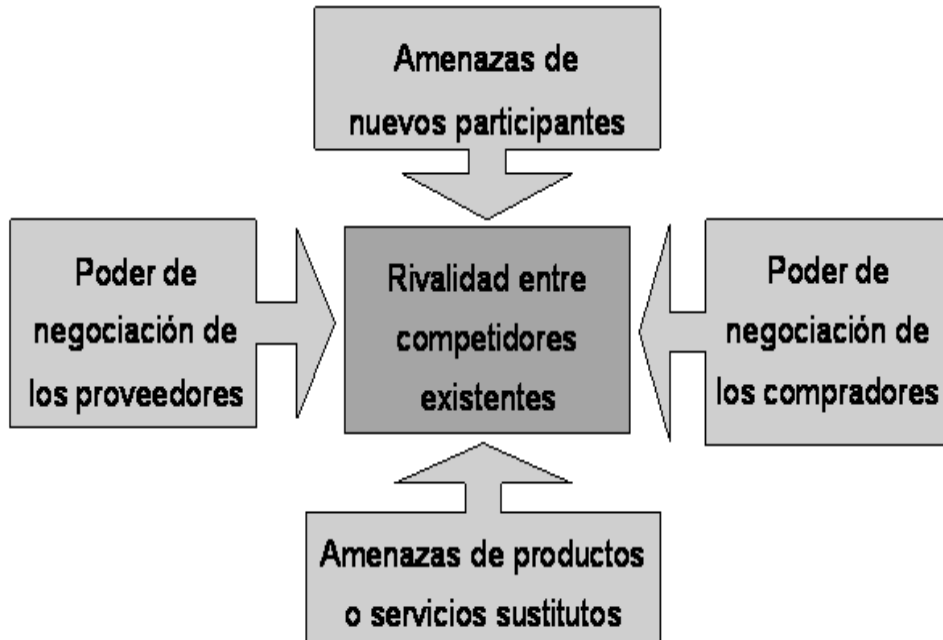 Amenazas de
nuevos participantes
Poder de
negociación de
los proveedores
Rivalidad entre
competidores
existentes
Poder de
negociación de
los compradores
Amenazas de productos
o servicios sustitutos